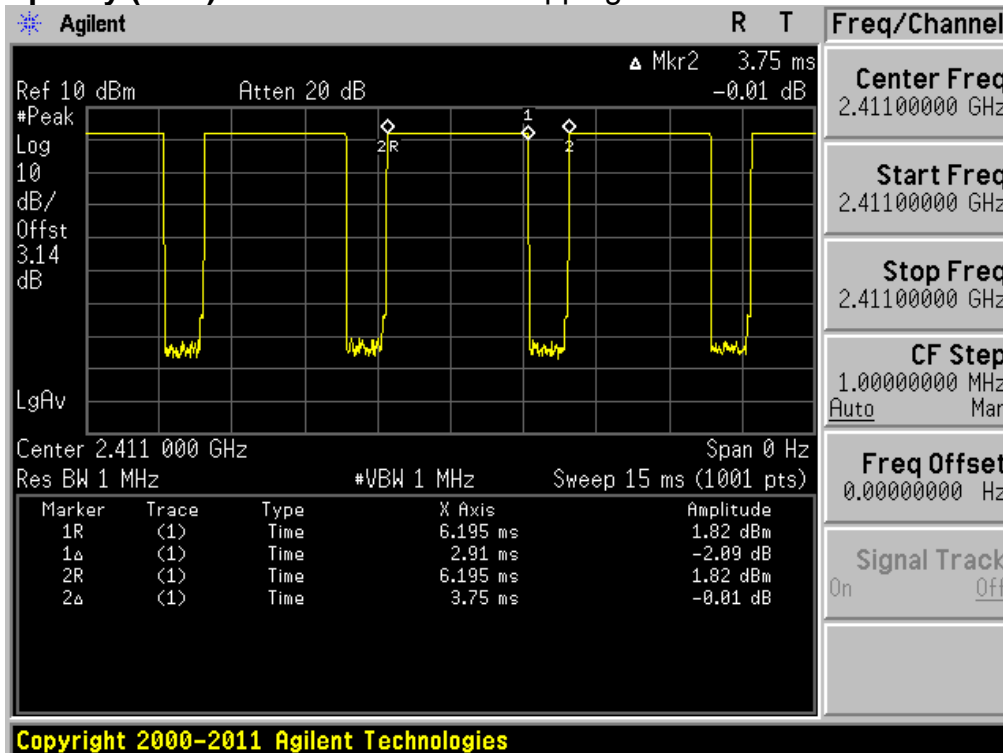 Agilent R T
Δ Mkr2 3.75 ms
Ref 10 dBm Atten 20 dB -0.01 dB
#Peak
Log
10
dB/
Offst
3.14
dB
LgAv
1
2R
2
Center 2.411 000 GHz Span 0 Hz
Res BW 1 MHz #VBW 1 MHz Sweep 15 ms (1001 pts)
Marker Trace Type X Axis Amplitude
1R (1) Time 6.195 ms 1.82 dBm
1Δ (1) Time 2.91 ms -2.09 dB
2R (1) Time 6.195 ms 1.82 dBm
2Δ (1) Time 3.75 ms -0.01 dB
Freq/Channel
Center Freq
2.41100000 GHz
Start Freq
2.41100000 GHz
Stop Freq
2.41100000 GHz
CF Step
1.00000000 MHz
Auto Man
Freq Offset
0.00000000 Hz
Signal Track
On Off
Copyright 2000-2011 Agilent Technologies